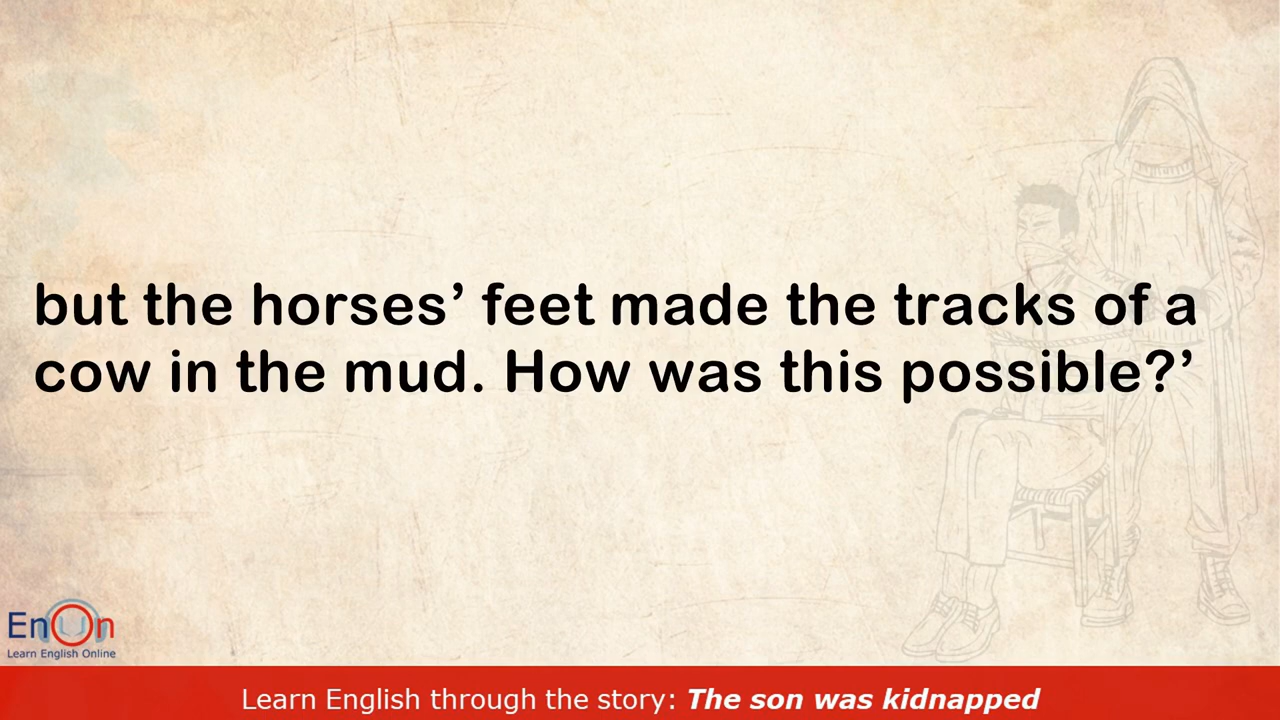 but the horses’ feet made the tracks of a
cow in the mud. How was this possible?’
EnOn
Learn English Online
Learn English through the story: The son was kidnapped